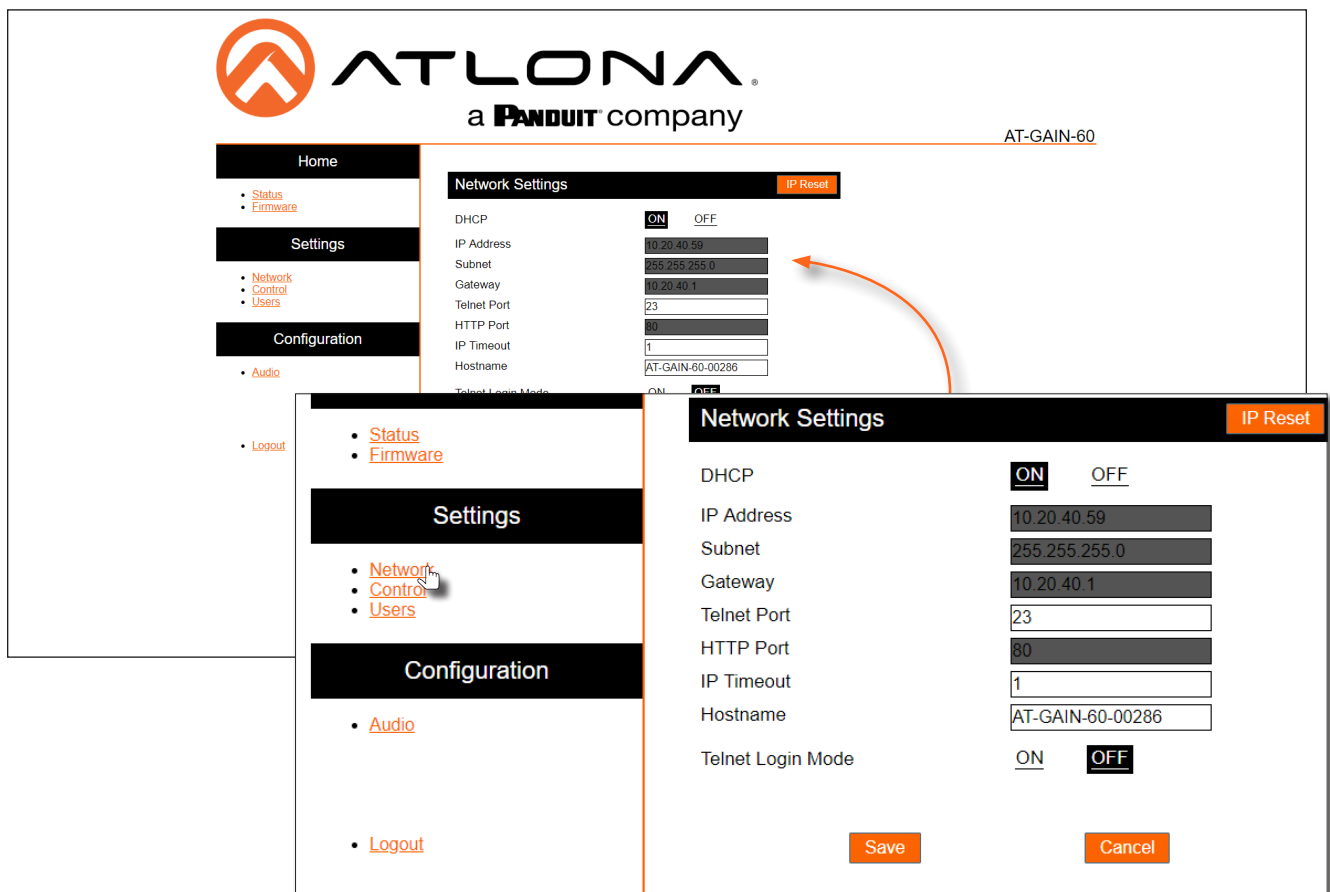 ATLONA®
a PANDUIT® company
AT-GAIN-60
Home
Status
Firmware
Settings
Network
Control
Users
Configuration
Audio
Logout
Network Settings IP Reset
DHCP ON OFF
IP Address 10.20.40.59
Subnet 255.255.255.0
Gateway 10.20.40.1
Telnet Port 23
HTTP Port 80
IP Timeout 1
Hostname AT-GAIN-60-00286
Telnet Login Mode ON OFF
Status
Firmware
Settings
Network
Control
Users
Configuration
Audio
Logout
Network Settings IP Reset
DHCP ON OFF
IP Address 10.20.40.59
Subnet 255.255.255.0
Gateway 10.20.40.1
Telnet Port 23
HTTP Port 80
IP Timeout 1
Hostname AT-GAIN-60-00286
Telnet Login Mode ON OFF
Save Cancel